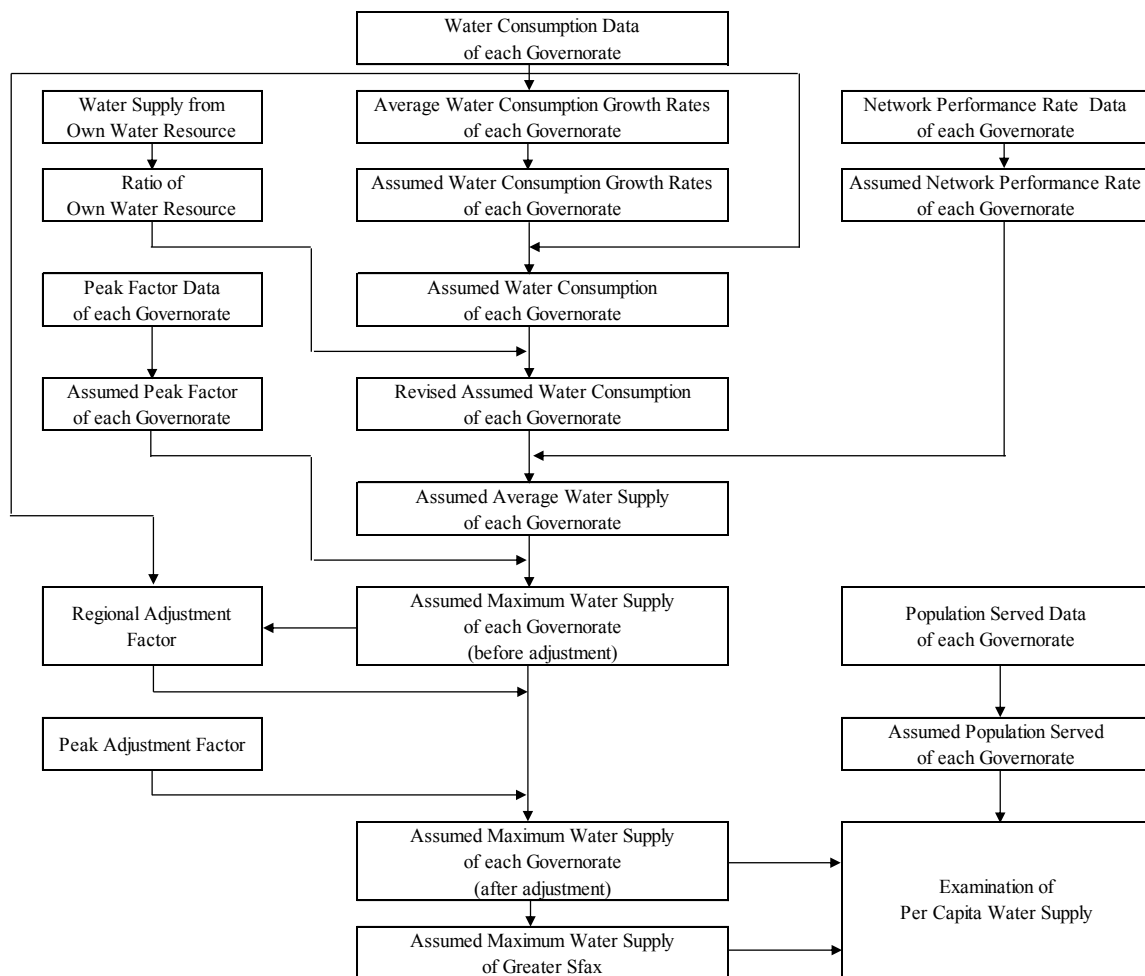 Water Consumption Data
of each Governorate
Water Supply from
Own Water Resource
Average Water Consumption Growth Rates
of each Governorate
Network Performance Rate Data
of each Governorate
Ratio of
Own Water Resource
Assumed Water Consumption Growth Rates
of each Governorate
Assumed Network Performance Rate
of each Governorate
Peak Factor Data
of each Governorate
Assumed Water Consumption
of each Governorate
Assumed Peak Factor
of each Governorate
Revised Assumed Water Consumption
of each Governorate
Assumed Average Water Supply
of each Governorate
Regional Adjustment
Factor
Assumed Maximum Water Supply
of each Governorate
(before adjustment)
Population Served Data
of each Governorate
Peak Adjustment Factor
Assumed Population Served
of each Governorate
Assumed Maximum Water Supply
of each Governorate
(after adjustment)
Examination of
Per Capita Water Supply
Assumed Maximum Water Supply
of Greater Sfax